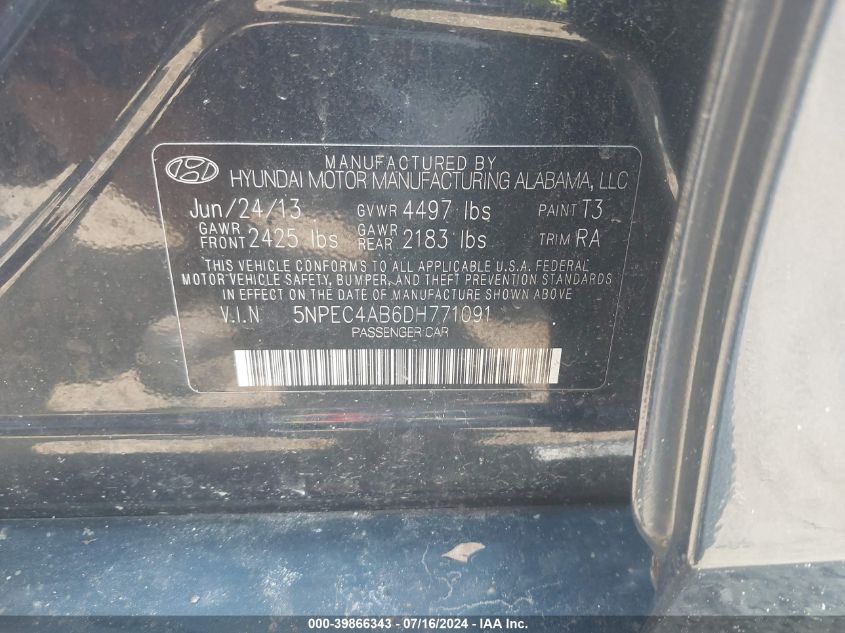 MANUFACTURED BY
HYUNDAI MOTOR MANUFACTURING ALABAMA, LLC
Jun/24/13 GVWR 4497 lbs PAINT T3
GAWR FRONT 2425 lbs GAWR REAR 2183 lbs TRIM RA
THIS VEHICLE CONFORMS TO ALL APPLICABLE U.S.A. FEDERAL
MOTOR VEHICLE SAFETY, BUMPER, AND THEFT PREVENTION STANDARDS
IN EFFECT ON THE DATE OF MANUFACTURE SHOWN ABOVE
V.I.N 5NPEC4AB6DH771091
PASSENGER CAR
000-39866343 - 07/16/2024 - IAA Inc.